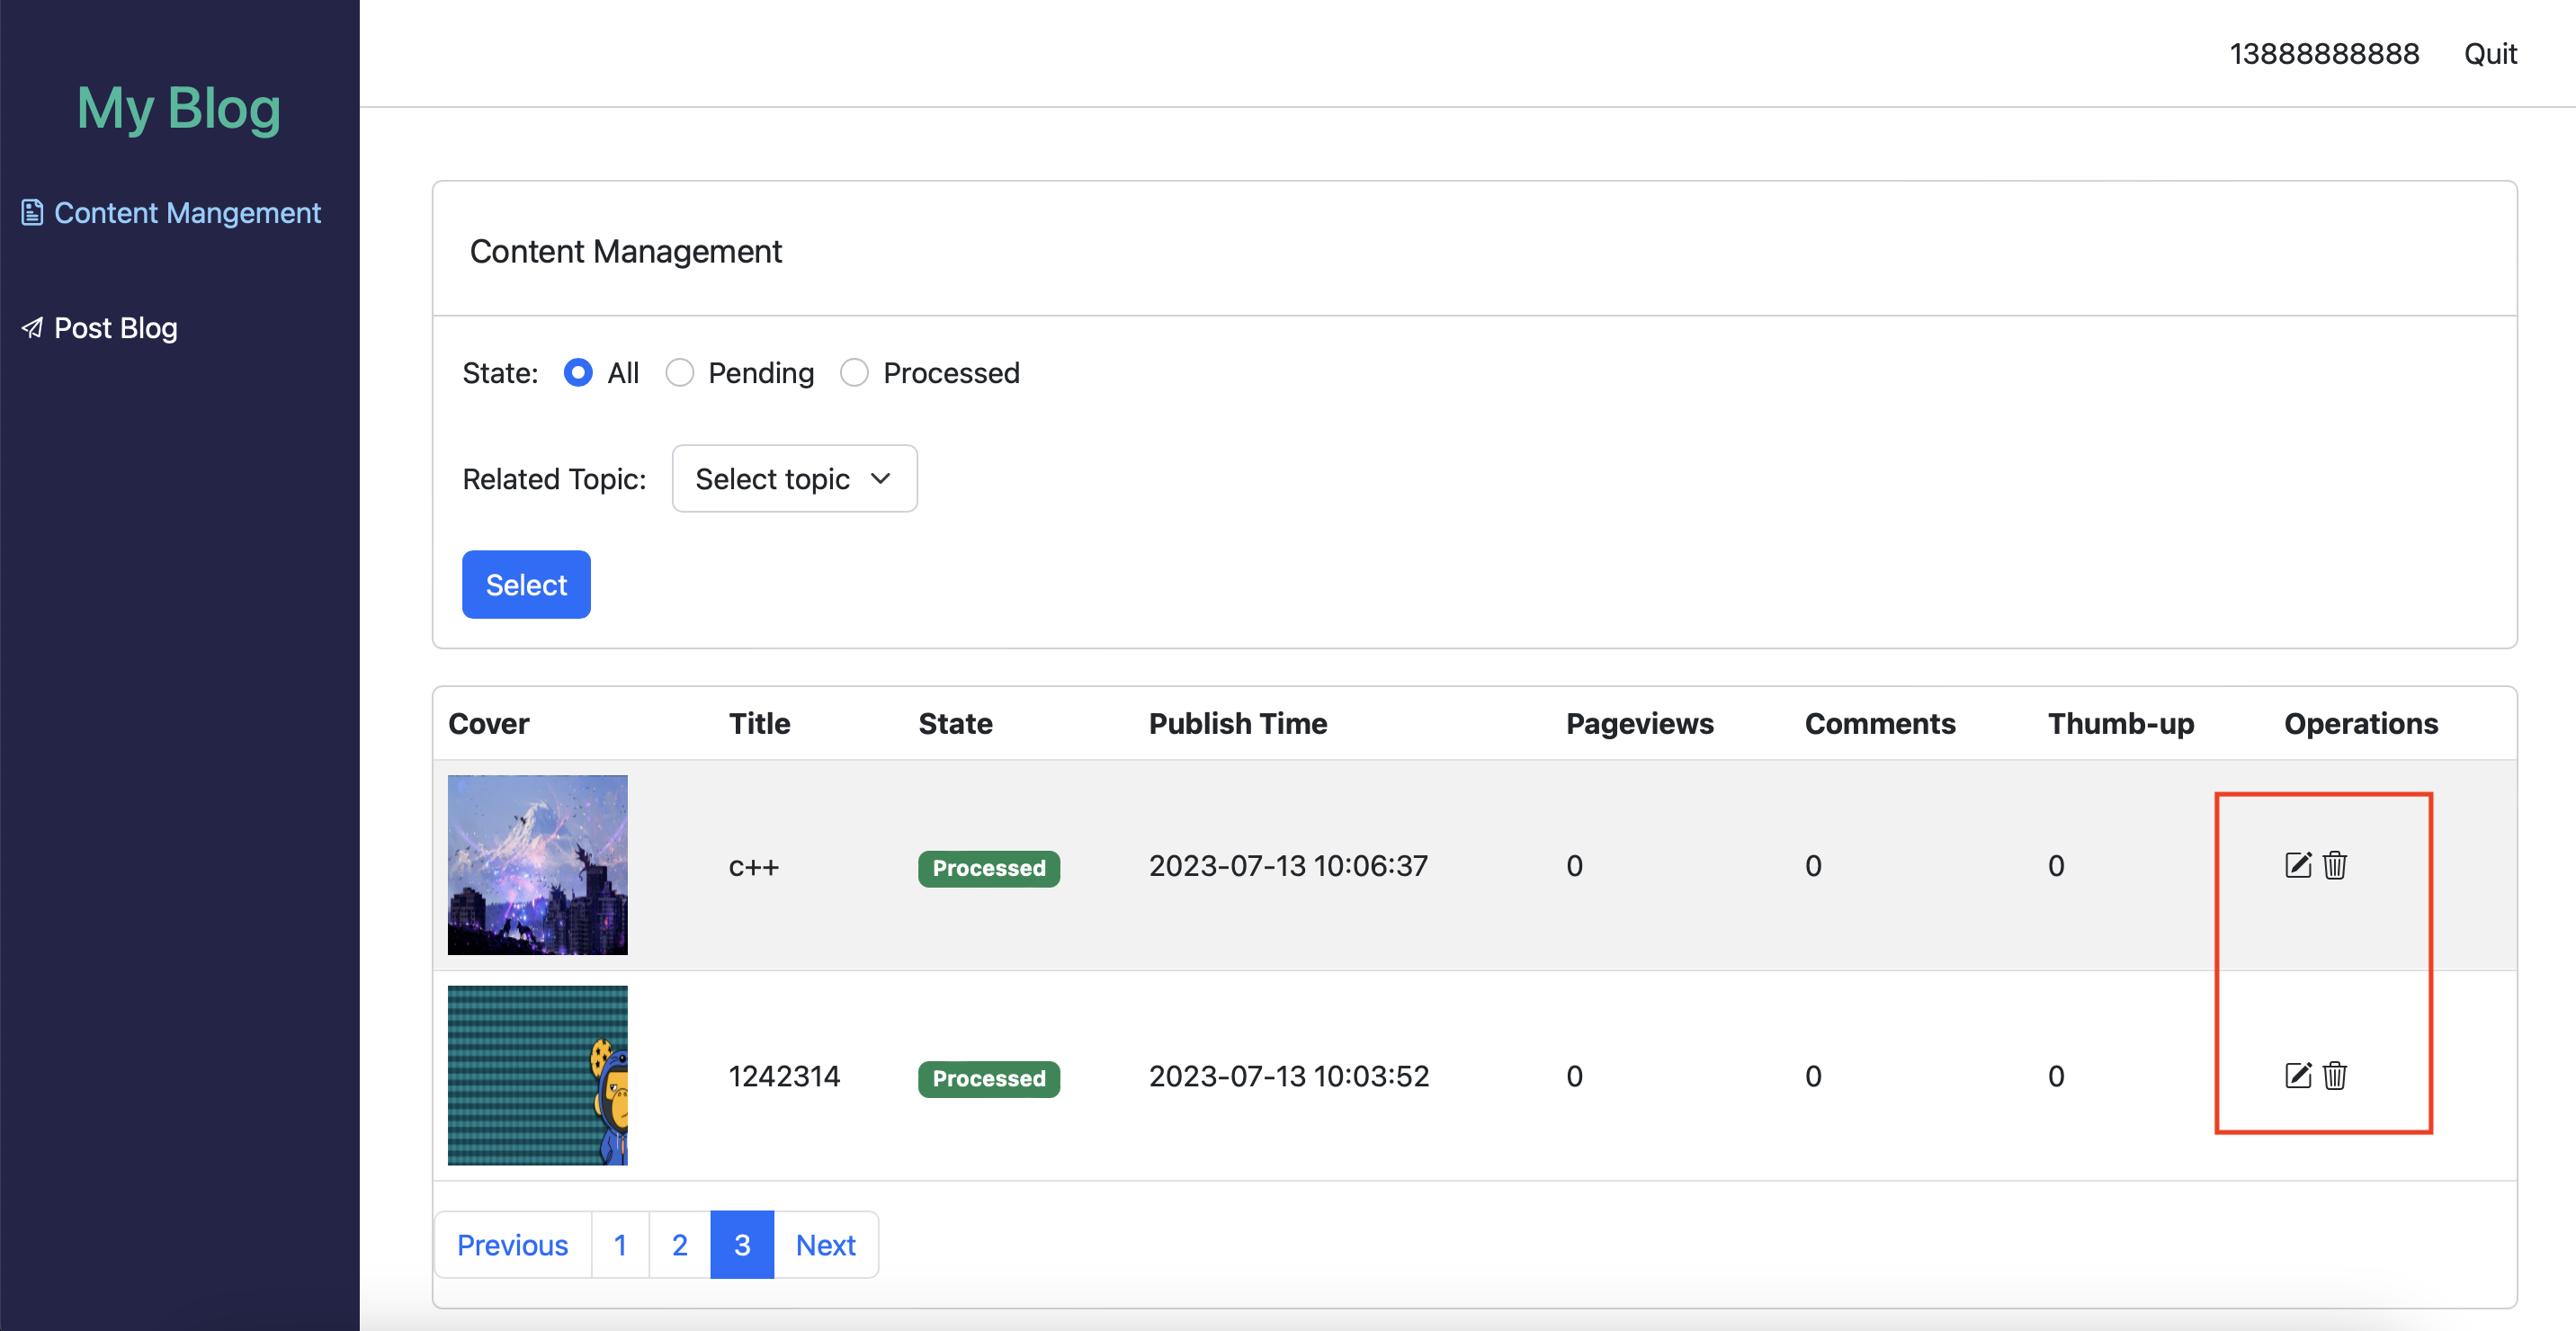 My Blog
Content Mangement
Post Blog
13888888888 Quit
Content Management
State: All Pending Processed
Related Topic: Select topic
Select
Cover Title State Publish Time Pageviews Comments Thumb-up Operations
c++ Processed 2023-07-13 10:06:37 0 0 0
1242314 Processed 2023-07-13 10:03:52 0 0 0
Previous 1 2 3 Next